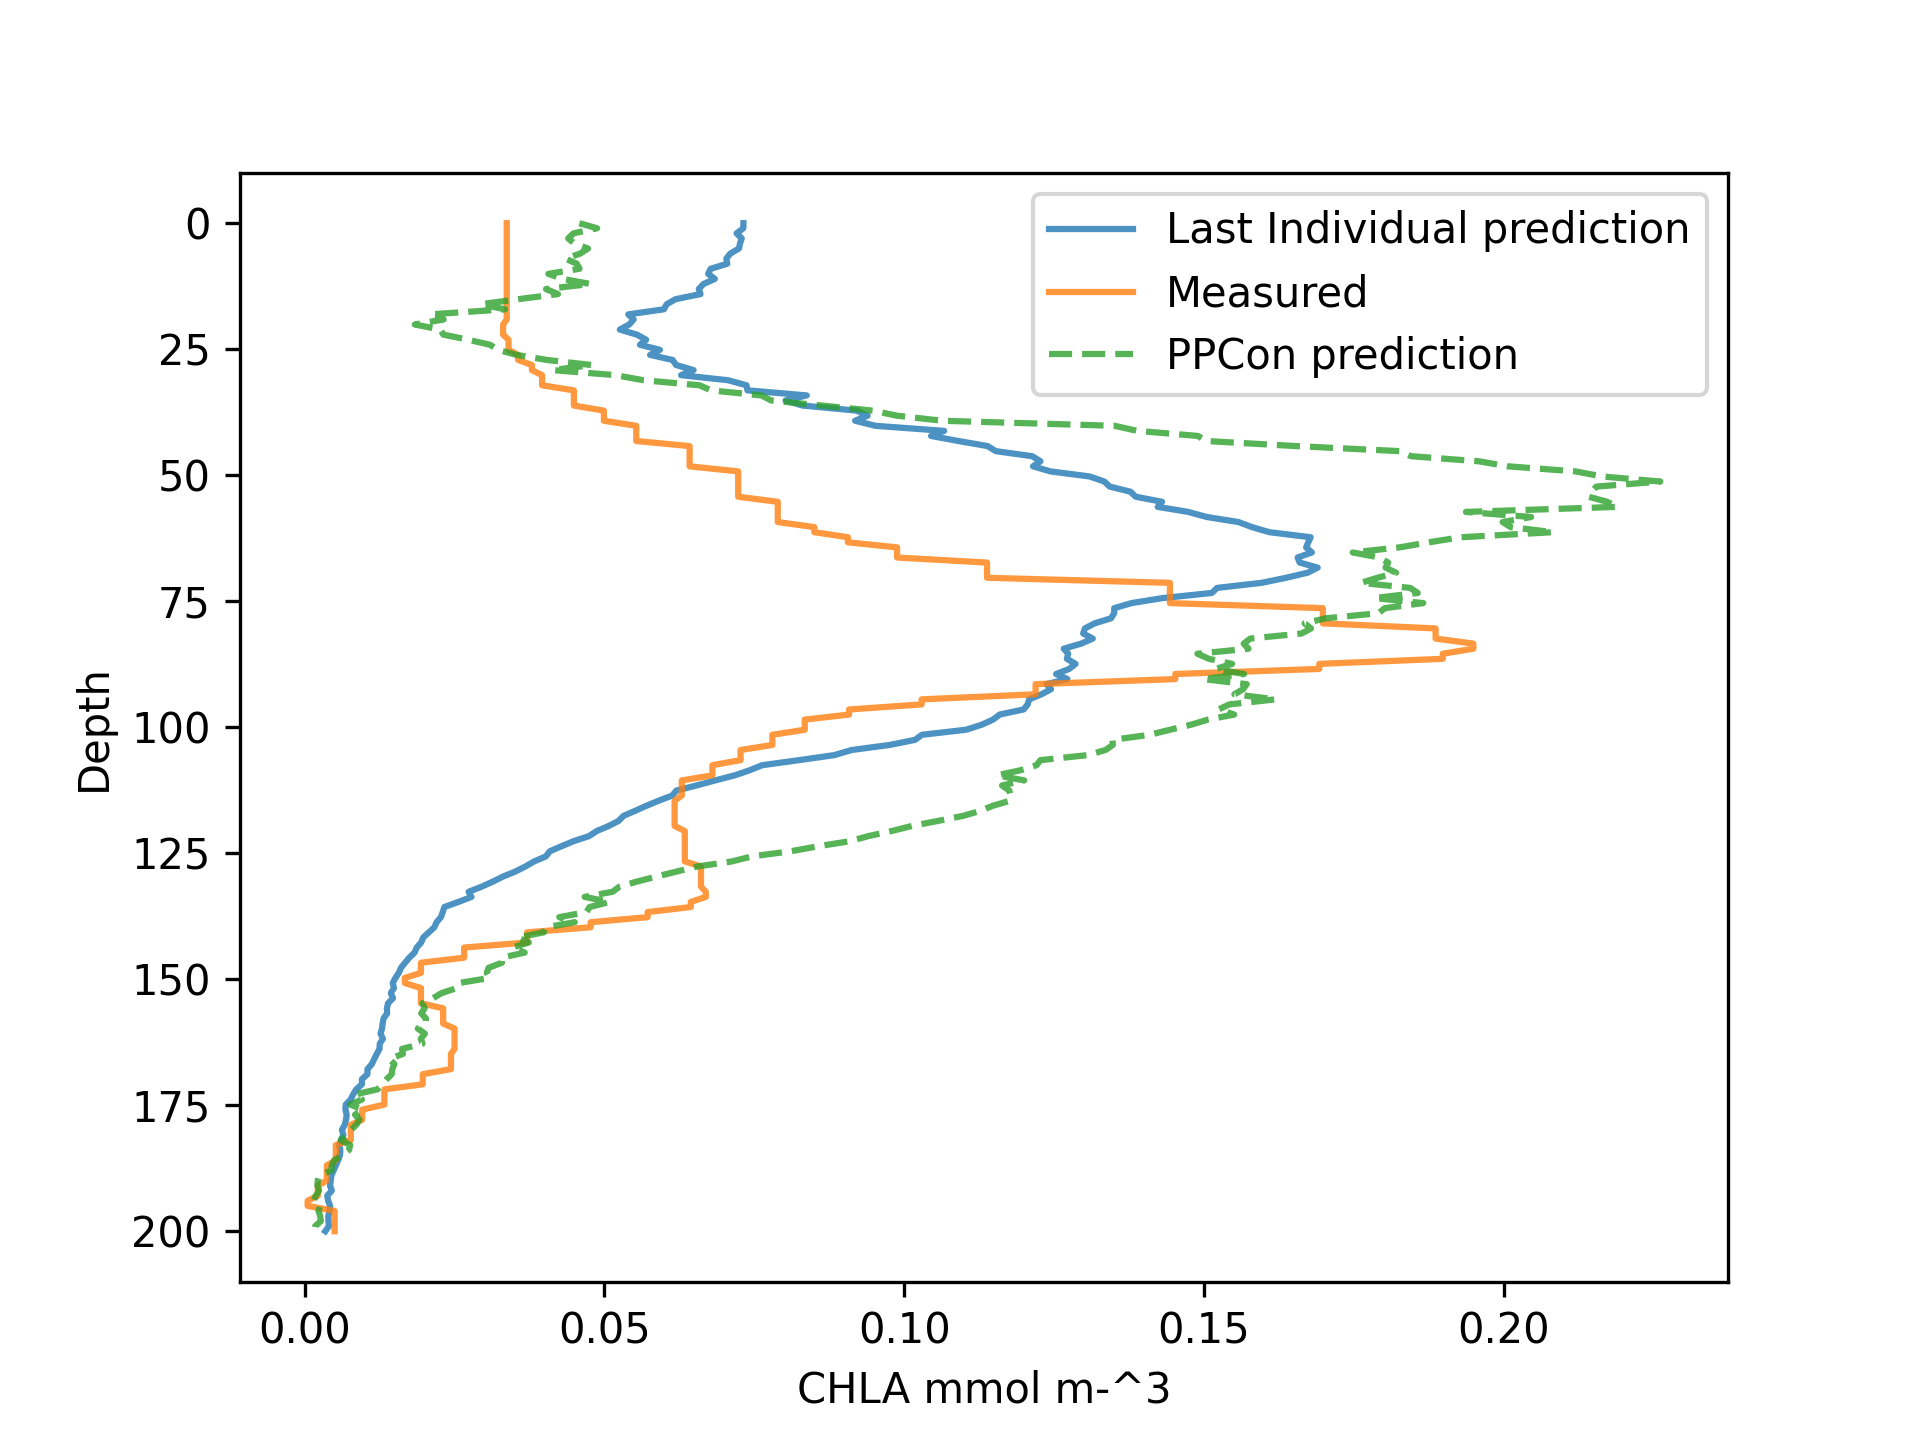 Last Individual prediction
Measured
PPCon prediction
0
25
50
75
100
125
150
175
200
Depth
0.00 0.05 0.10 0.15 0.20
CHLA mmol m-^3